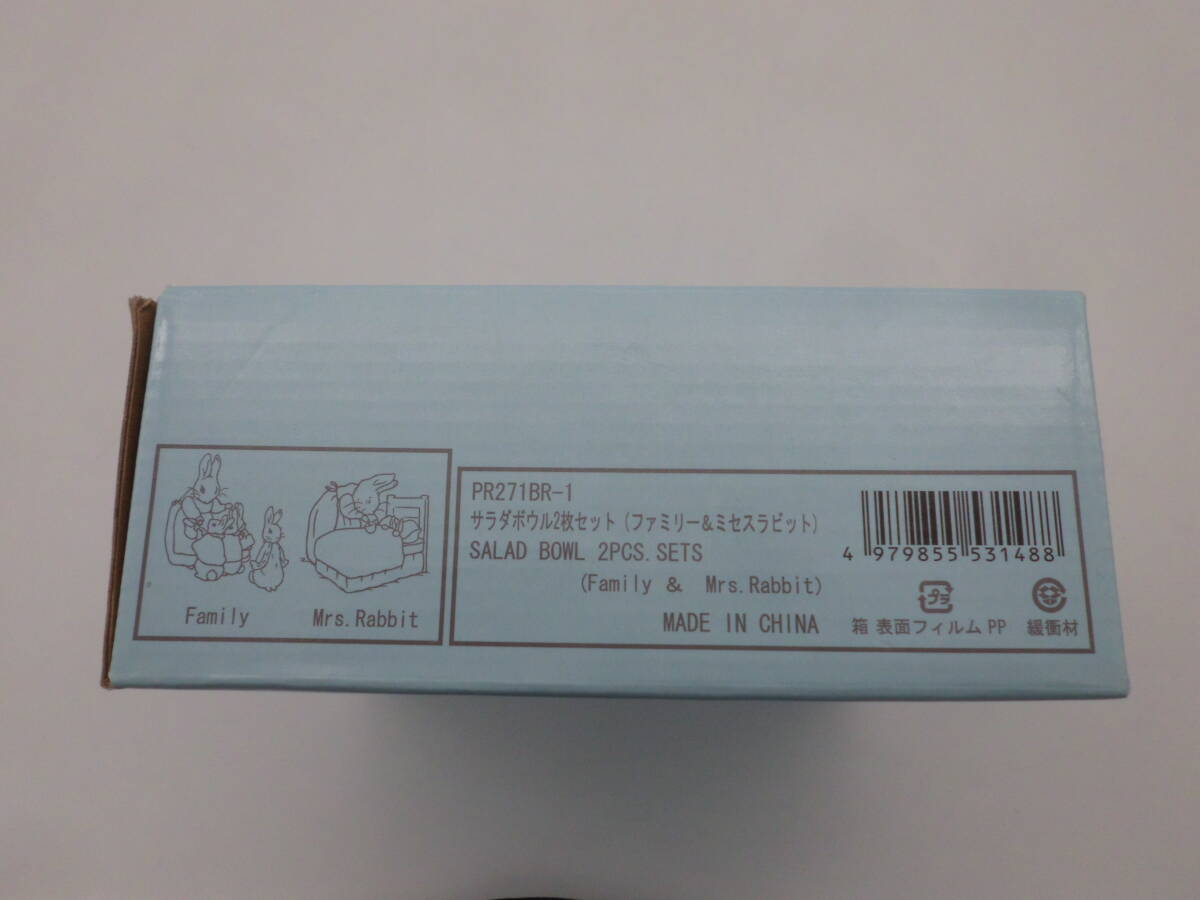 Family
Mrs.Rabbit
PR271BR-1
サラダボウル2枚セット(ファミリー&ミセスラビット)
SALAD BOWL 2PCS.SETS
(Family & Mrs.Rabbit)
MADE IN CHINA
4 979855 531488
プラ
箱 表面フィルム PP
緩衝材